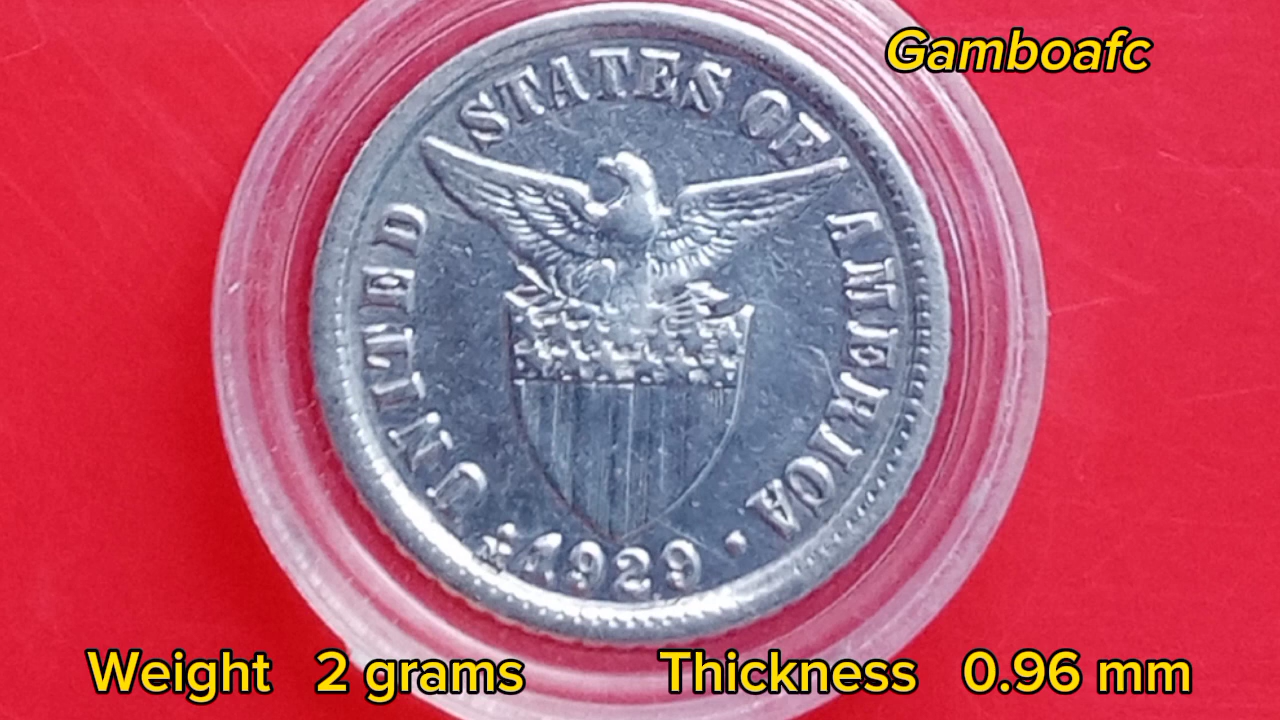 Gamboafc
UNITED STATES OF AMERICA
1929
Weight 2 grams Thickness 0.96 mm